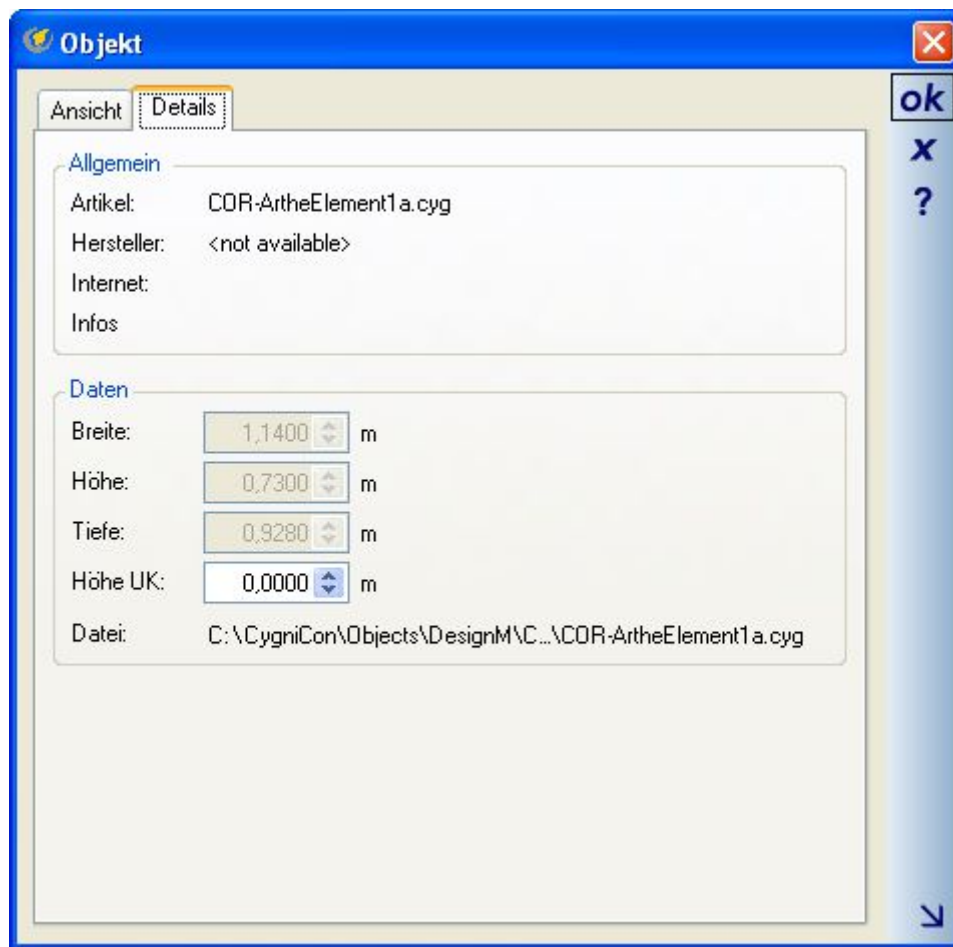 Objekt
Ansicht Details
ok
x
?
Allgemein
Artikel: COR-ArtheElement1a.cyg
Hersteller: <not available>
Internet:
Infos
Daten
Breite: 1,1400 m
Höhe: 0,7300 m
Tiefe: 0,9280 m
Höhe UK: 0,0000 m
Datei: C:\CygniCon\Objects\DesignM\C...\COR-ArtheElement1a.cyg